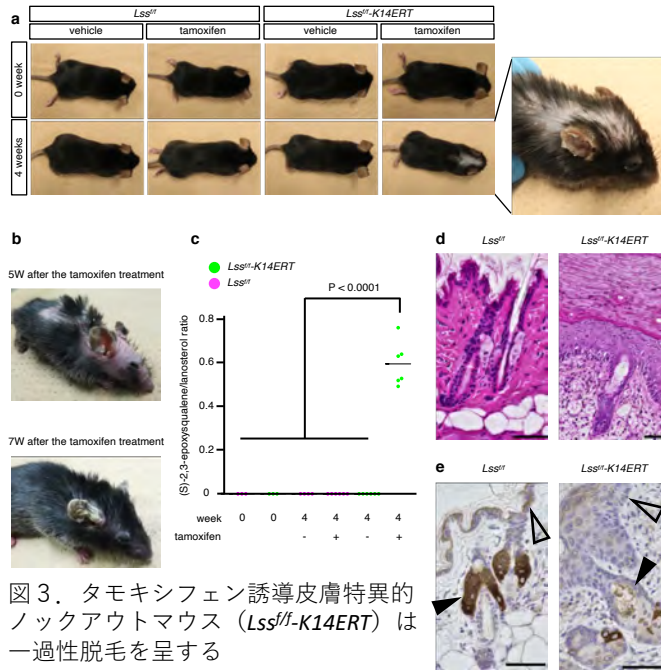 a
Lss^f/f
Lss^f/f-K14ERT
vehicle
tamoxifen
vehicle
tamoxifen
0 week
4 weeks
b
5W after the tamoxifen treatment
7W after the tamoxifen treatment
c
Lss^f/f-K14ERT
Lss^f/f
P < 0.0001
(S)-2,3-epoxysqualene/lanosterol ratio
0.8
0.6
0.4
0.2
0
week 0 0 4 4 4 4
tamoxifen - + - +
d
Lss^f/f
Lss^f/f-K14ERT
e
Lss^f/f
Lss^f/f-K14ERT
図３．タモキシフェン誘導皮膚特異的
ノックアウトマウス（Lss^f/f-K14ERT）は
一過性脱毛を呈する